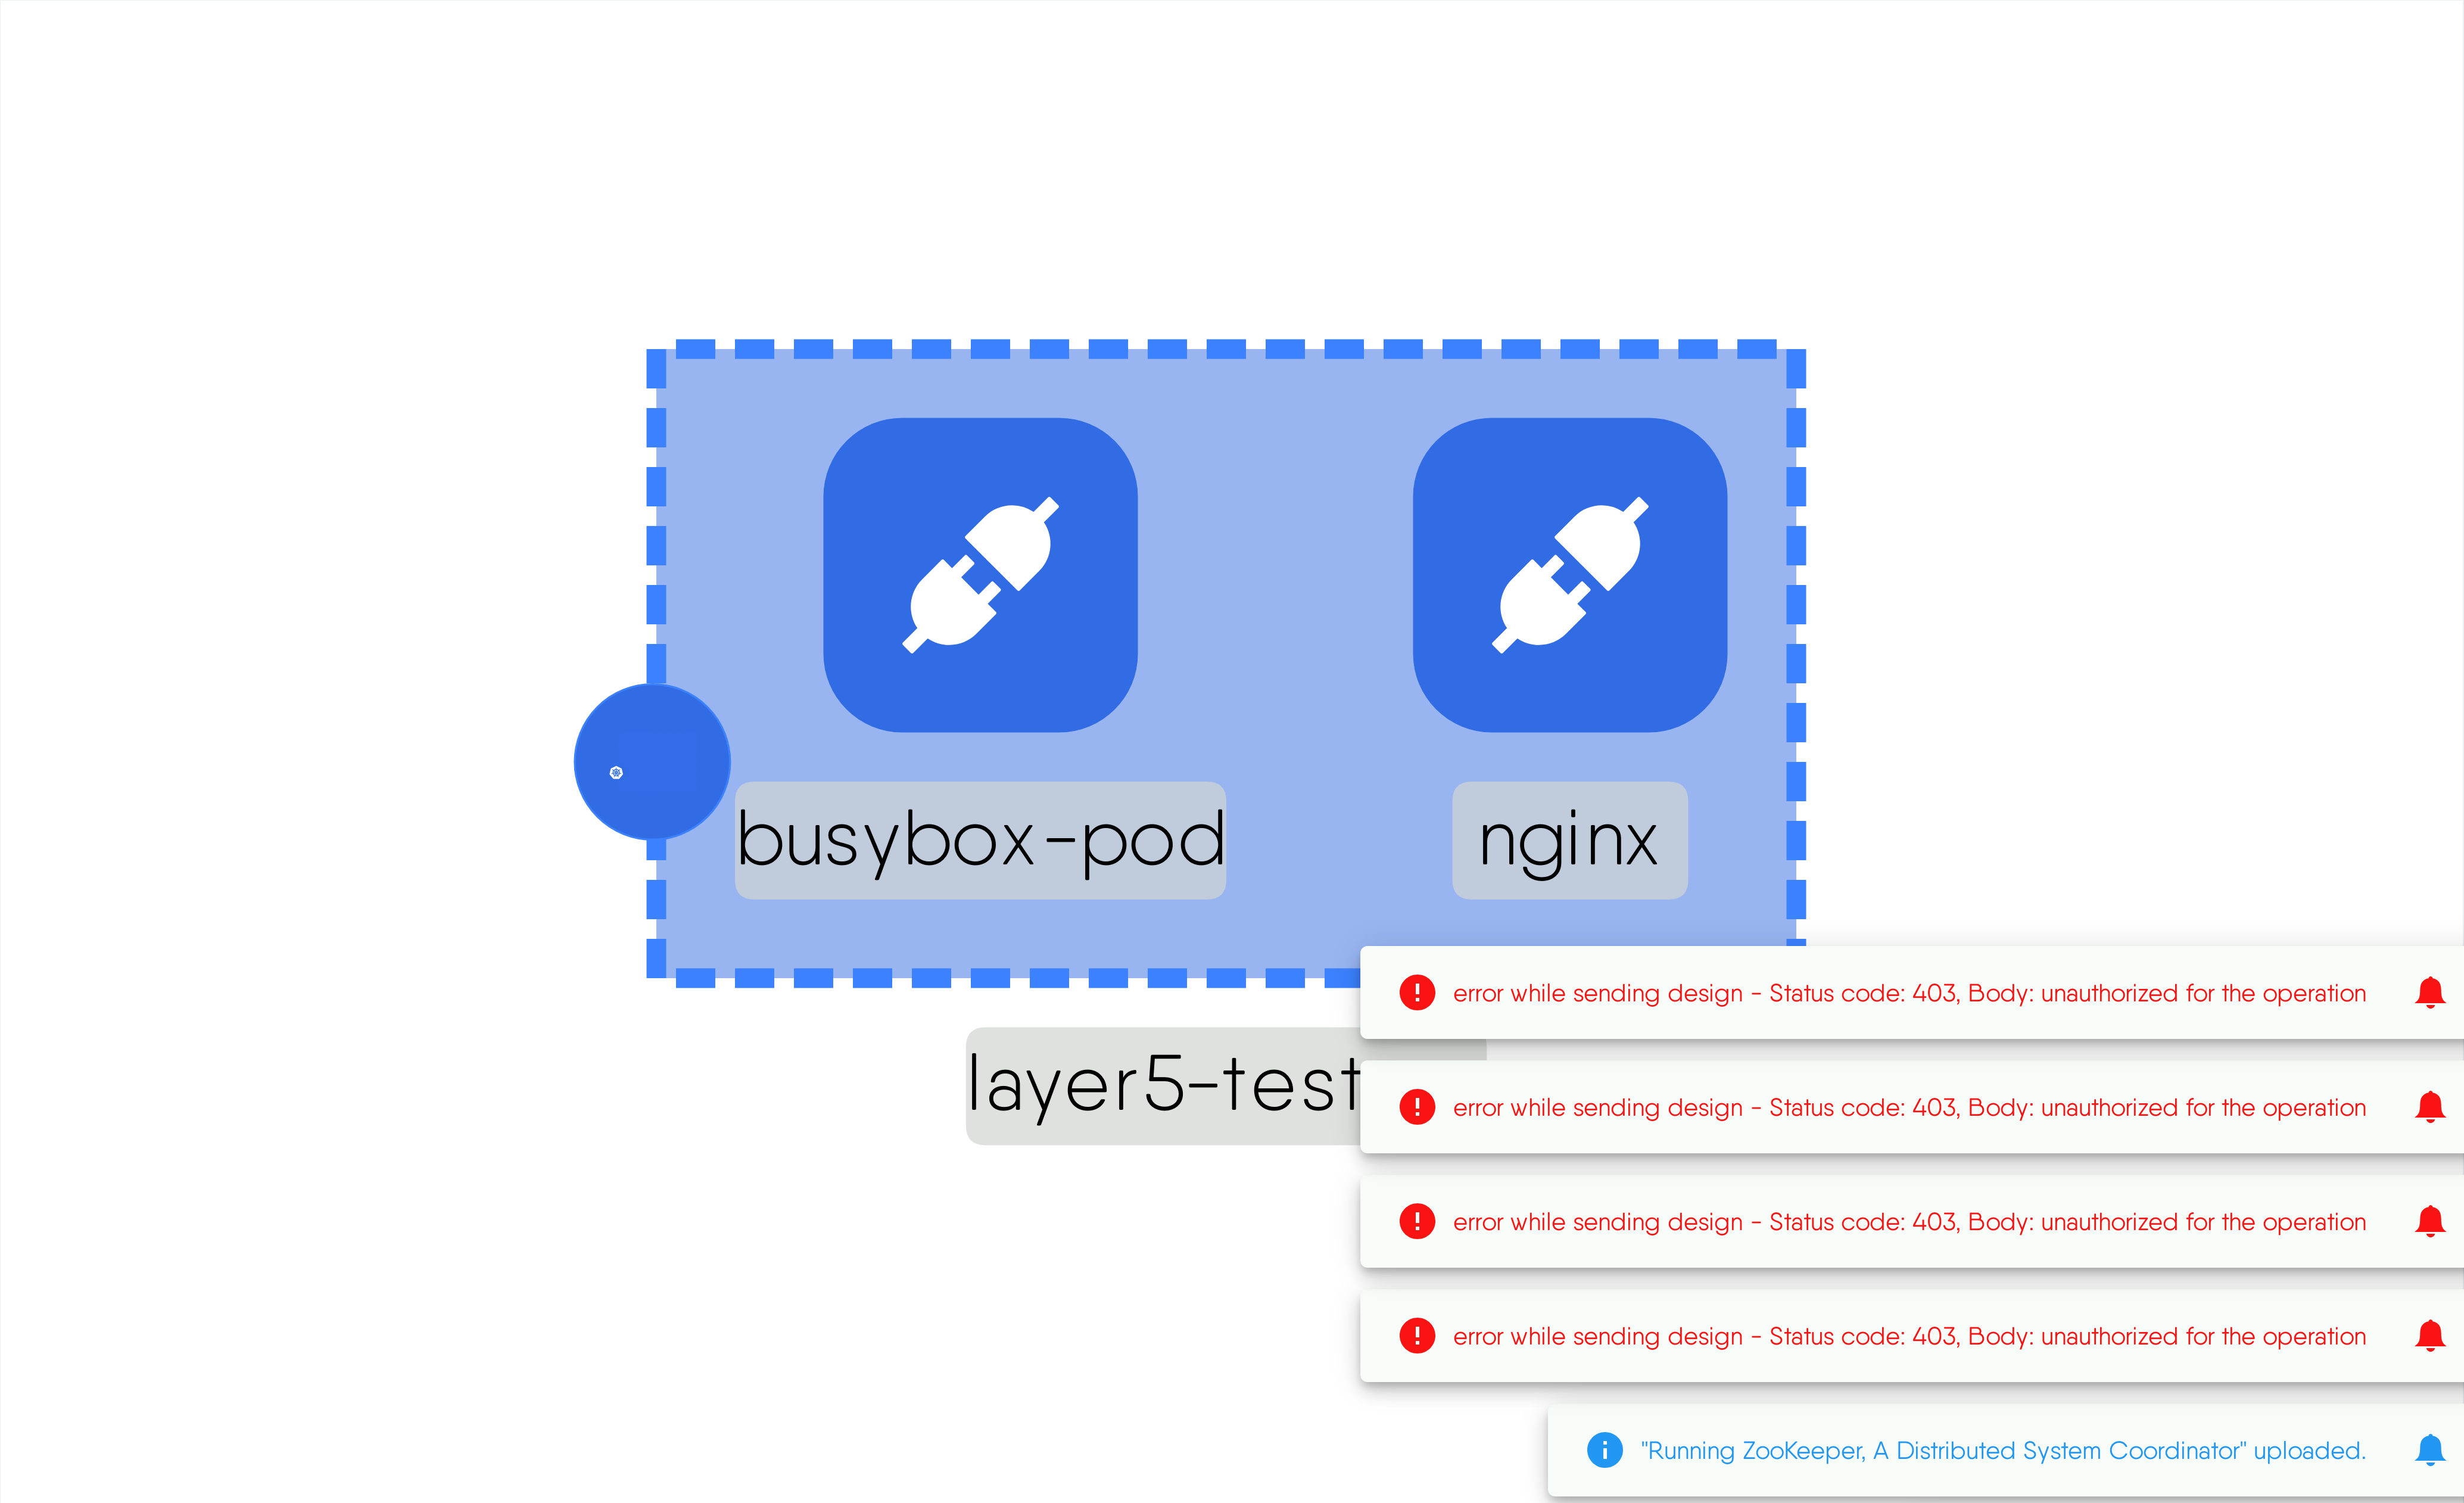 busybox-pod
nginx
layer5-test
error while sending design - Status code: 403, Body: unauthorized for the operation
error while sending design - Status code: 403, Body: unauthorized for the operation
error while sending design - Status code: 403, Body: unauthorized for the operation
error while sending design - Status code: 403, Body: unauthorized for the operation
"Running ZooKeeper, A Distributed System Coordinator" uploaded.